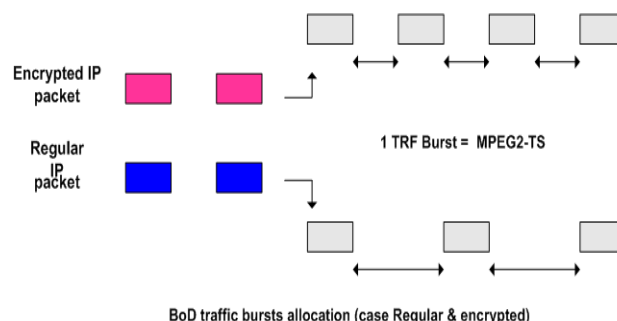 Encrypted IP
packet
1 TRF Burst = MPEG2-TS
Regular
IP
packet
BoD traffic bursts allocation (case Regular & encrypted)